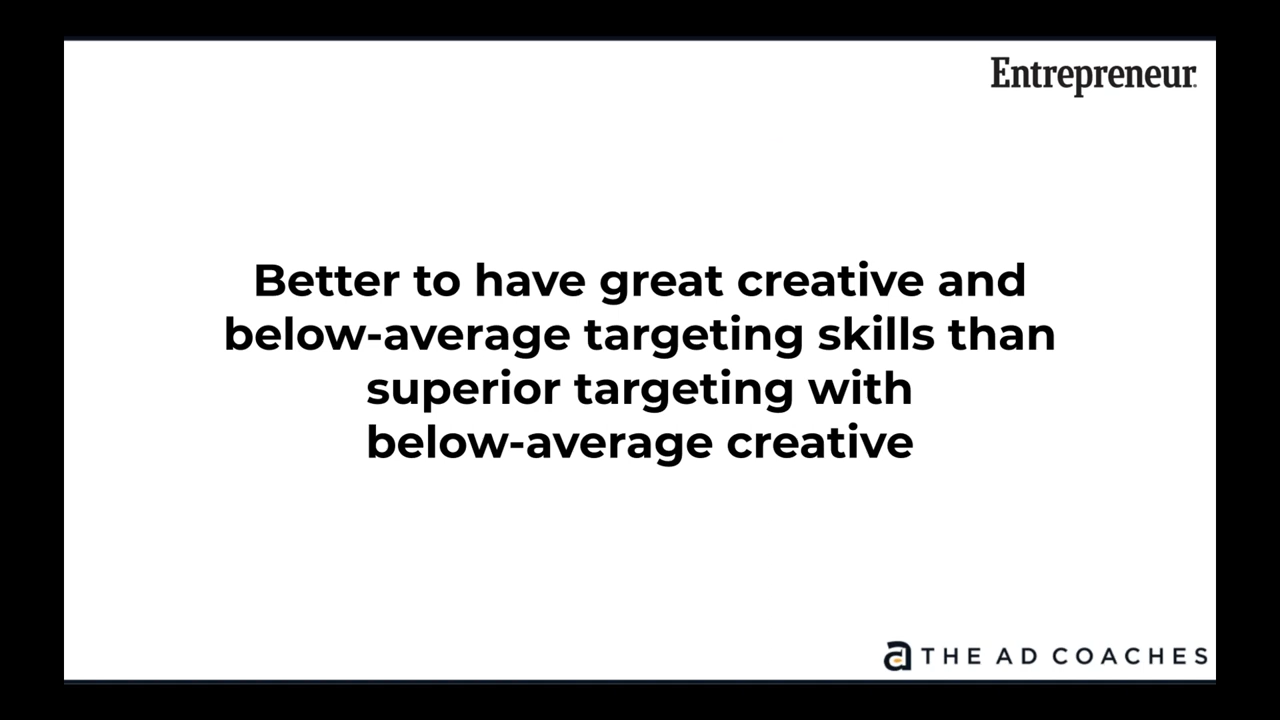 Entrepreneur
Better to have great creative and
below-average targeting skills than
superior targeting with
below-average creative
THE AD COACHES